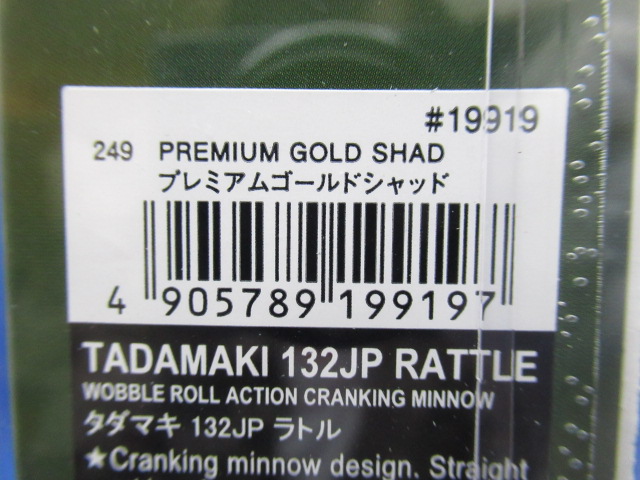 #19919
249 PREMIUM GOLD SHAD
プレミアムゴールドシャッド
4 905789 199197
TADAMAKI 132JP RATTLE
WOBBLE ROLL ACTION CRANKING MINNOW
タダマキ 132JP ラトル
★Cranking minnow design. Straight